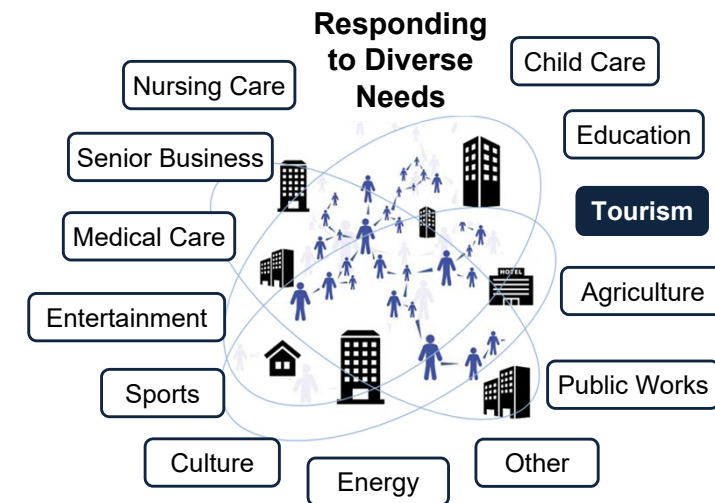 Responding
to Diverse
Needs
Child Care
Nursing Care
Education
Senior Business
Tourism
Medical Care
HOTEL
Agriculture
Entertainment
Public Works
Sports
Culture
Other
Energy